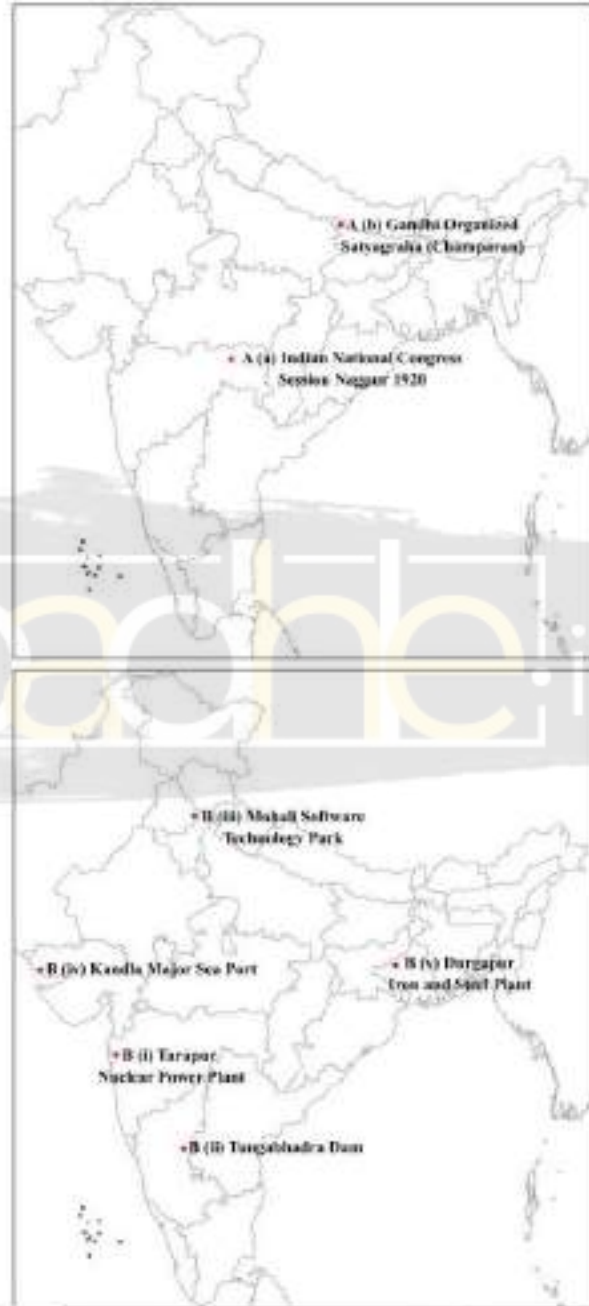 A (b) Gandhi Organized
Satyagraha (Champaran)
A (a) Indian National Congress
Session Nagpur 1920
B (iii) Mohali Software
Technology Park
B (iv) Kandla Major Sea Port
B (v) Durgapur
Iron and Steel Plant
B (i) Tarapur
Nuclear Power Plant
B (ii) Tungabhadra Dam